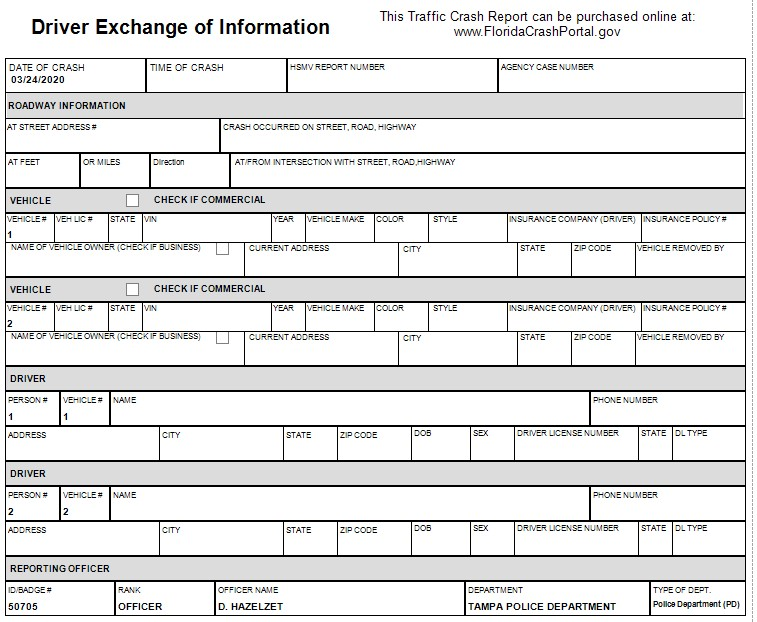 Driver Exchange of Information
This Traffic Crash Report can be purchased online at:
www.FloridaCrashPortal.gov
DATE OF CRASH TIME OF CRASH HSMV REPORT NUMBER AGENCY CASE NUMBER
03/24/2020
ROADWAY INFORMATION
AT STREET ADDRESS # CRASH OCCURRED ON STREET, ROAD, HIGHWAY
AT FEET OR MILES Direction AT/FROM INTERSECTION WITH STREET, ROAD,HIGHWAY
VEHICLE CHECK IF COMMERCIAL
VEHICLE # VEH LIC # STATE VIN YEAR VEHICLE MAKE COLOR STYLE INSURANCE COMPANY (DRIVER) INSURANCE POLICY #
1
NAME OF VEHICLE OWNER (CHECK IF BUSINESS) CURRENT ADDRESS CITY STATE ZIP CODE VEHICLE REMOVED BY
VEHICLE CHECK IF COMMERCIAL
VEHICLE # VEH LIC # STATE VIN YEAR VEHICLE MAKE COLOR STYLE INSURANCE COMPANY (DRIVER) INSURANCE POLICY #
2
NAME OF VEHICLE OWNER (CHECK IF BUSINESS) CURRENT ADDRESS CITY STATE ZIP CODE VEHICLE REMOVED BY
DRIVER
PERSON # VEHICLE # NAME PHONE NUMBER
1 1
ADDRESS CITY STATE ZIP CODE DOB SEX DRIVER LICENSE NUMBER STATE DL TYPE
DRIVER
PERSON # VEHICLE # NAME PHONE NUMBER
2 2
ADDRESS CITY STATE ZIP CODE DOB SEX DRIVER LICENSE NUMBER STATE DL TYPE
REPORTING OFFICER
ID/BADGE # RANK OFFICER NAME DEPARTMENT TYPE OF DEPT.
50705 OFFICER D. HAZELZET TAMPA POLICE DEPARTMENT Police Department (PD)